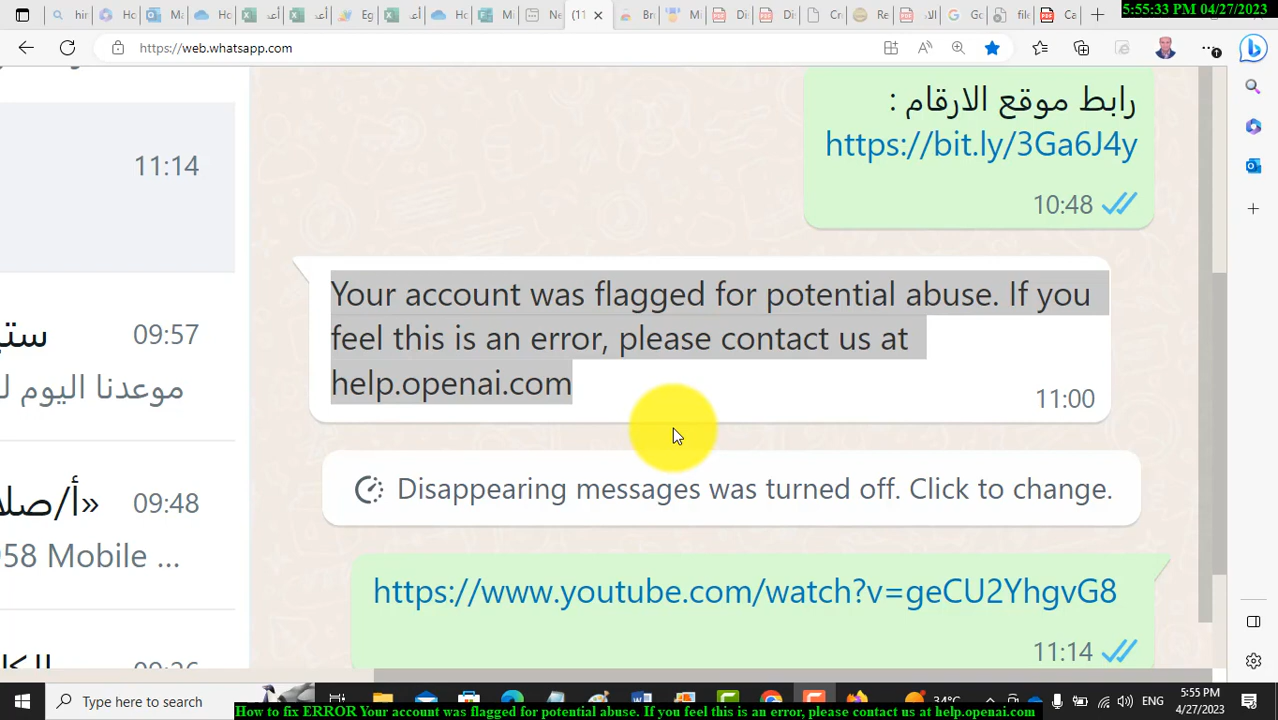 5:55:33 PM 04/27/2023
https://web.whatsapp.com
رابط موقع الارقام :
https://bit.ly/3Ga6J4y
10:48
11:14
Your account was flagged for potential abuse. If you
feel this is an error, please contact us at
help.openai.com
11:00
09:57
موعدنا اليوم
Disappearing messages was turned off. Click to change.
09:48
958 Mobile ...
https://www.youtube.com/watch?v=geCU2YhgvG8
11:14
Type here to search
34°C
ENG
5:55 PM
4/27/2023
How to fix ERROR Your account was flagged for potential abuse. If you feel this is an error, please contact us at help.openai.com